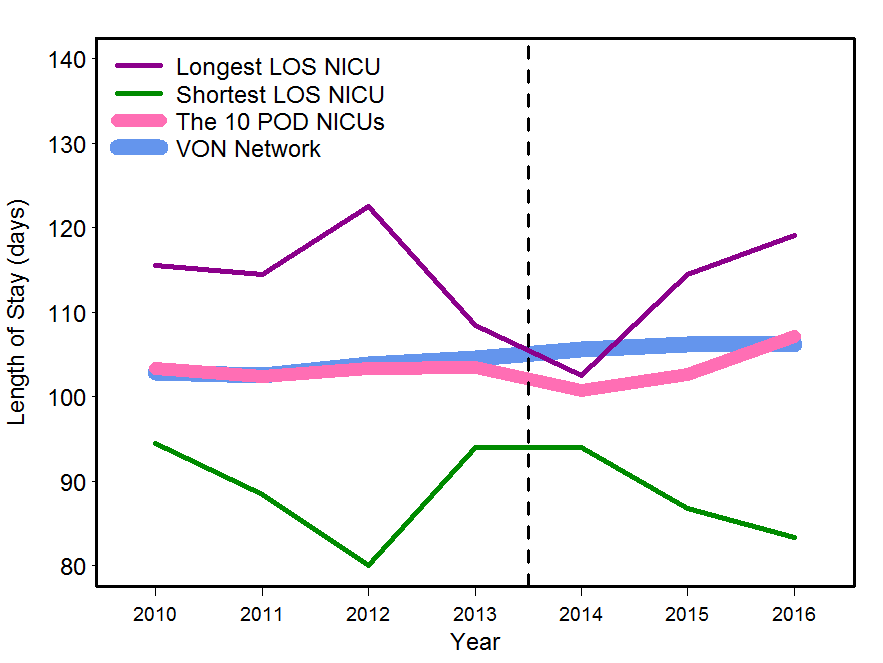 Longest LOS NICU
Shortest LOS NICU
The 10 POD NICUs
VON Network
Length of Stay (days)
140
130
120
110
100
90
80
2010 2011 2012 2013 2014 2015 2016
Year